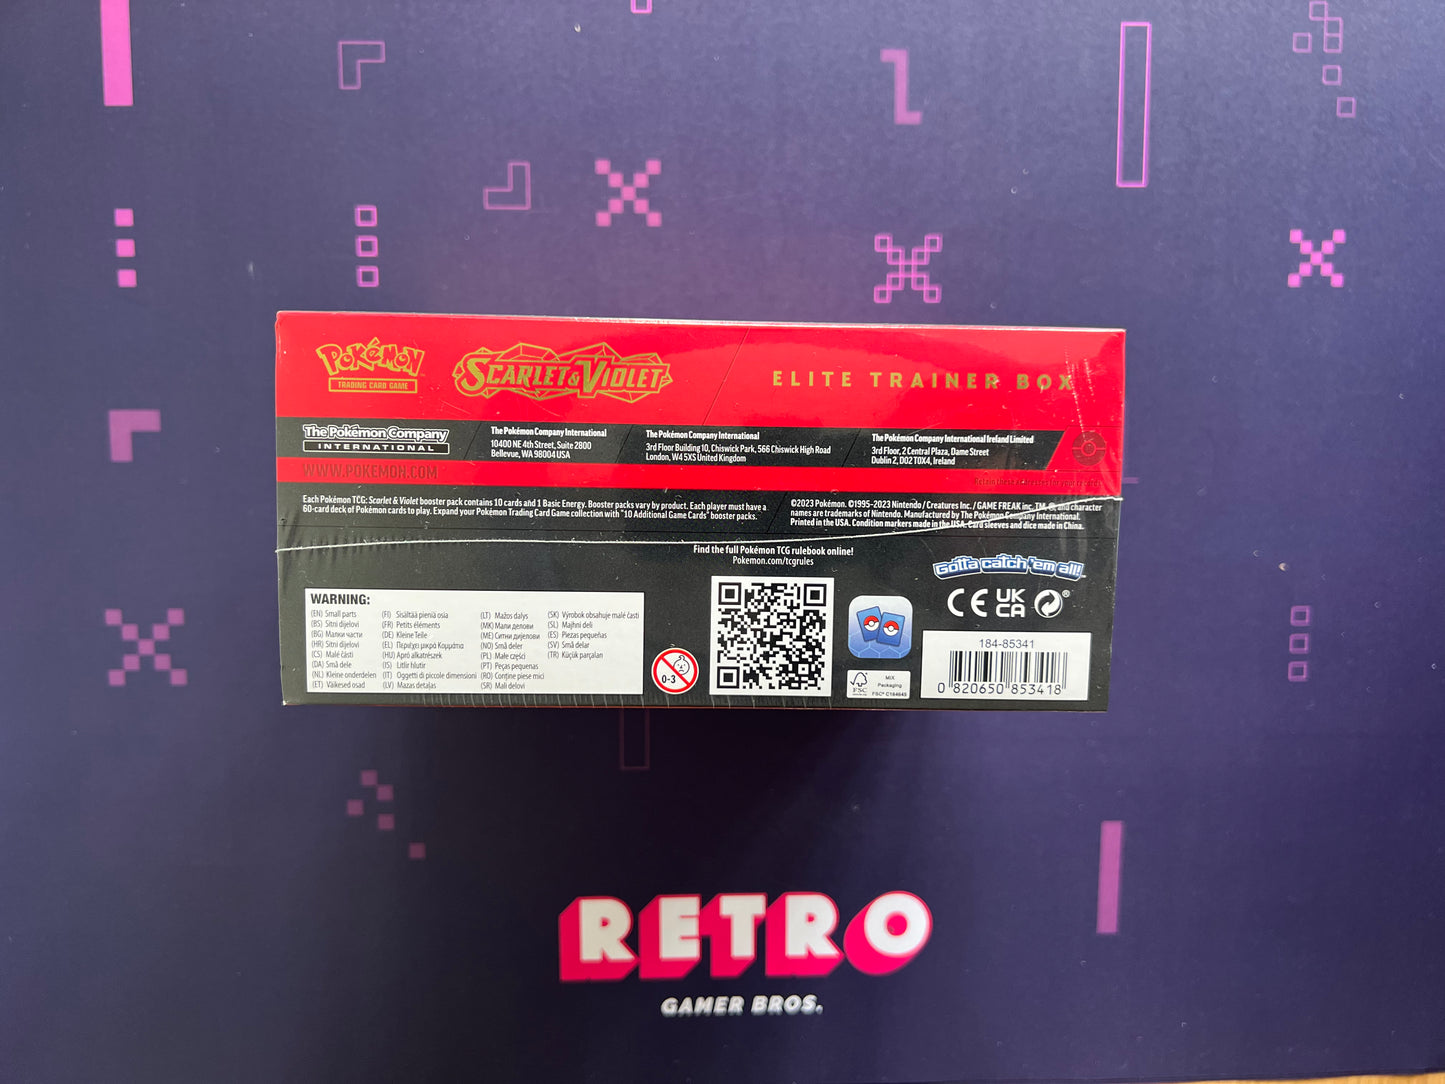 POKéMON
TRADING CARD GAME
SCARLET & VIOLET
ELITE TRAINER BOX
The Pokémon Company
INTERNATIONAL
The Pokémon Company International
10400 NE 4th Street, Suite 2800
Bellevue, WA 98004 USA
The Pokémon Company International
3rd Floor Building 10, Chiswick Park, 566 Chiswick High Road
London, W4 5XS United Kingdom
The Pokémon Company International Ireland Limited
3rd Floor, 2 Central Plaza, Dame Street
Dublin 2, D02 T0X4, Ireland
WWW.POKEMON.COM
Retain these addresses for your records.
Each Pokémon TCG: Scarlet & Violet booster pack contains 10 cards and 1 Basic Energy. Booster packs vary by product. Each player must have a
60-card deck of Pokémon cards to play. Expand your Pokémon Trading Card Game collection with "10 Additional Game Cards" booster packs.
©2023 Pokémon. ©1995-2023 Nintendo / Creatures Inc. / GAME FREAK inc. TM, ®, and character
names are trademarks of Nintendo. Manufactured by The Pokémon Company International.
Printed in the USA. Condition markers made in the USA. Card sleeves and dice made in China.
Find the full Pokémon TCG rulebook online!
Pokemon.com/tcgrules
Gotta catch 'em all!™
WARNING:
(EN) Small parts
(BS) Sitni dijelovi
(BG) Малки части
(HR) Sitni dijelovi
(CS) Malé části
(DA) Små dele
(NL) Kleine onderdelen
(ET) Väikesed osad
(FI) Sisältää pieniä osia
(FR) Petits éléments
(DE) Kleine Teile
(EL) Περιέχει μικρά Κομμάτια
(HU) Apró alkatrészek
(IS) Litlir hlutir
(IT) Oggetti di piccole dimensioni
(LV) Mazas detaļas
(LT) Mažos dalys
(MK) Мали делови
(ME) Ситни дијелови
(NO) Små deler
(PL) Małe części
(PT) Peças pequenas
(RO) Conține piese mici
(SR) Mali delovi
(SK) Výrobok obsahuje malé časti
(SL) Majhni deli
(ES) Piezas pequeñas
(SV) Små delar
(TR) Küçük parçaları
0-3
CE UK
CA ®
FSC
MIX
Packaging
FSC® C184645
184-85341
0 820650 853418
RETRO
GAMER BROS.